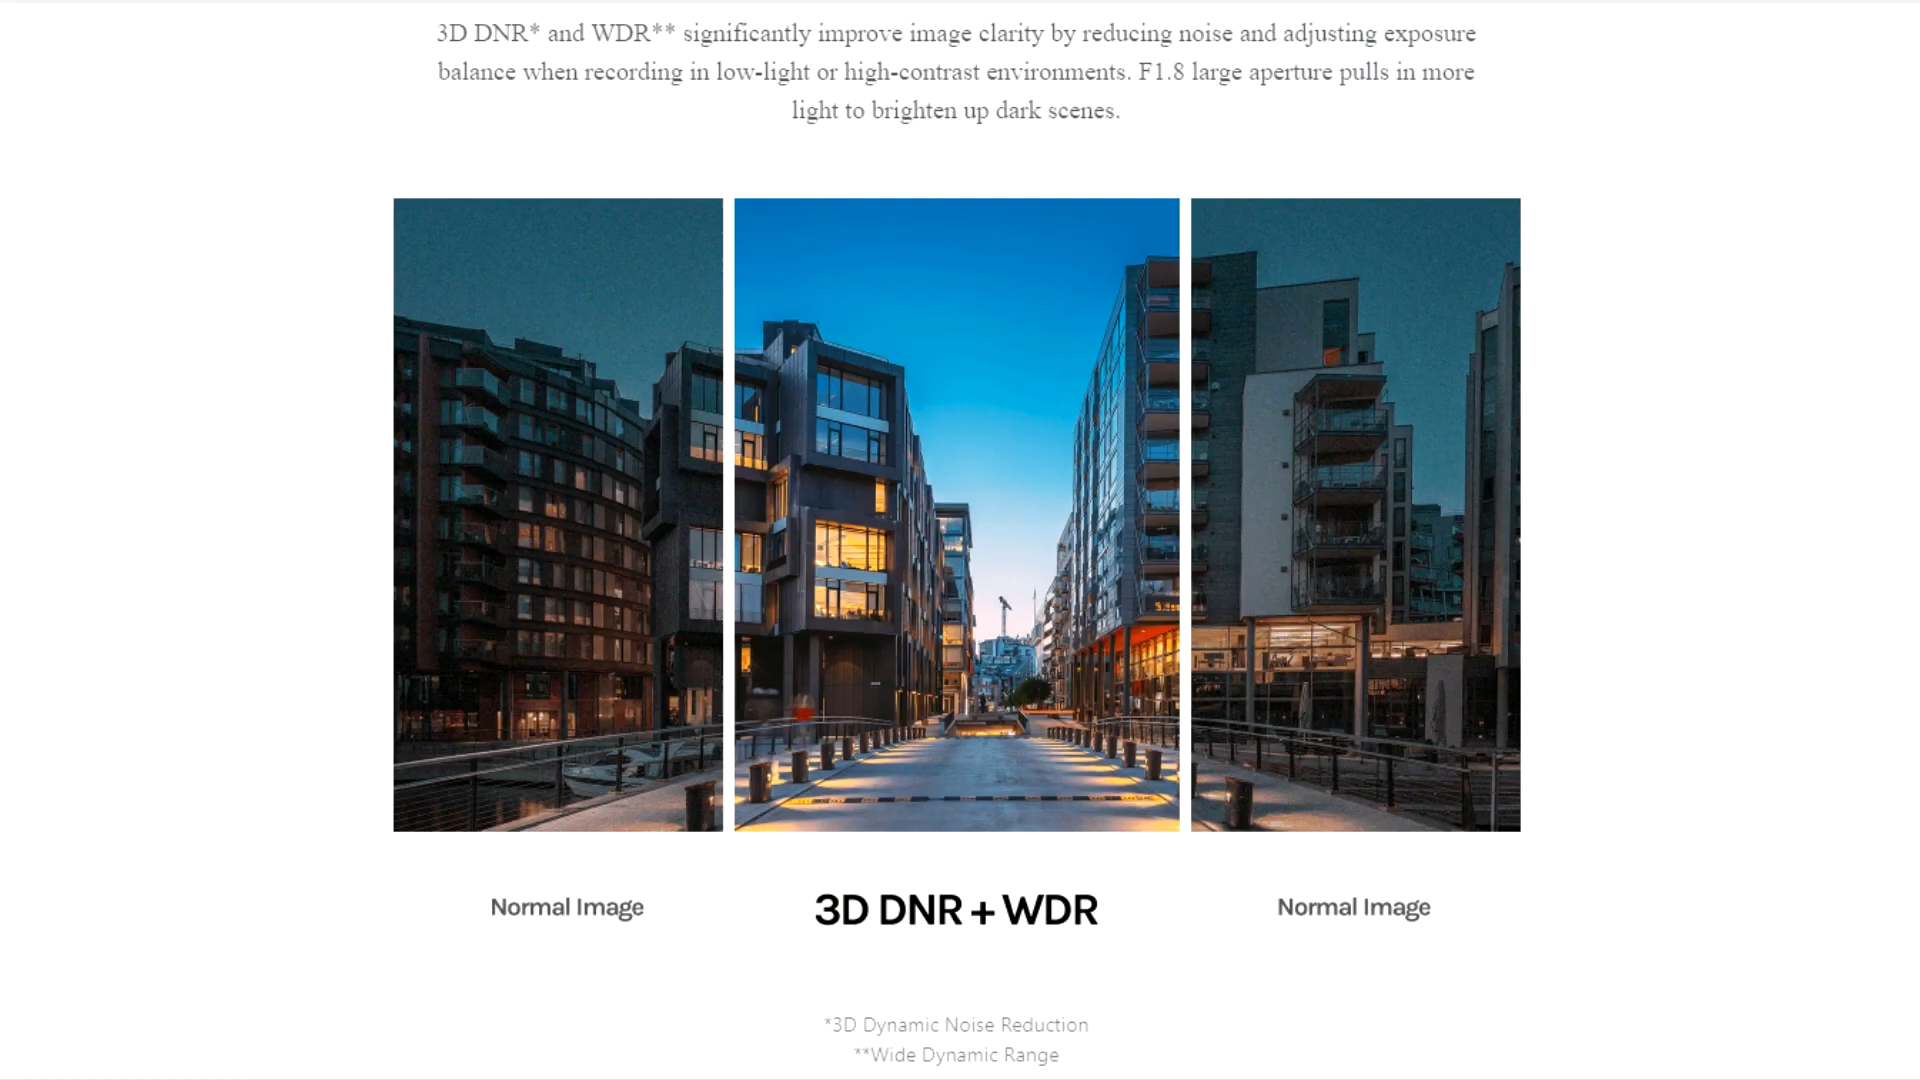 3D DNR* and WDR** significantly improve image clarity by reducing noise and adjusting exposure
balance when recording in low-light or high-contrast environments. F1.8 large aperture pulls in more
light to brighten up dark scenes.
Normal Image
3D DNR + WDR
Normal Image
*3D Dynamic Noise Reduction
**Wide Dynamic Range